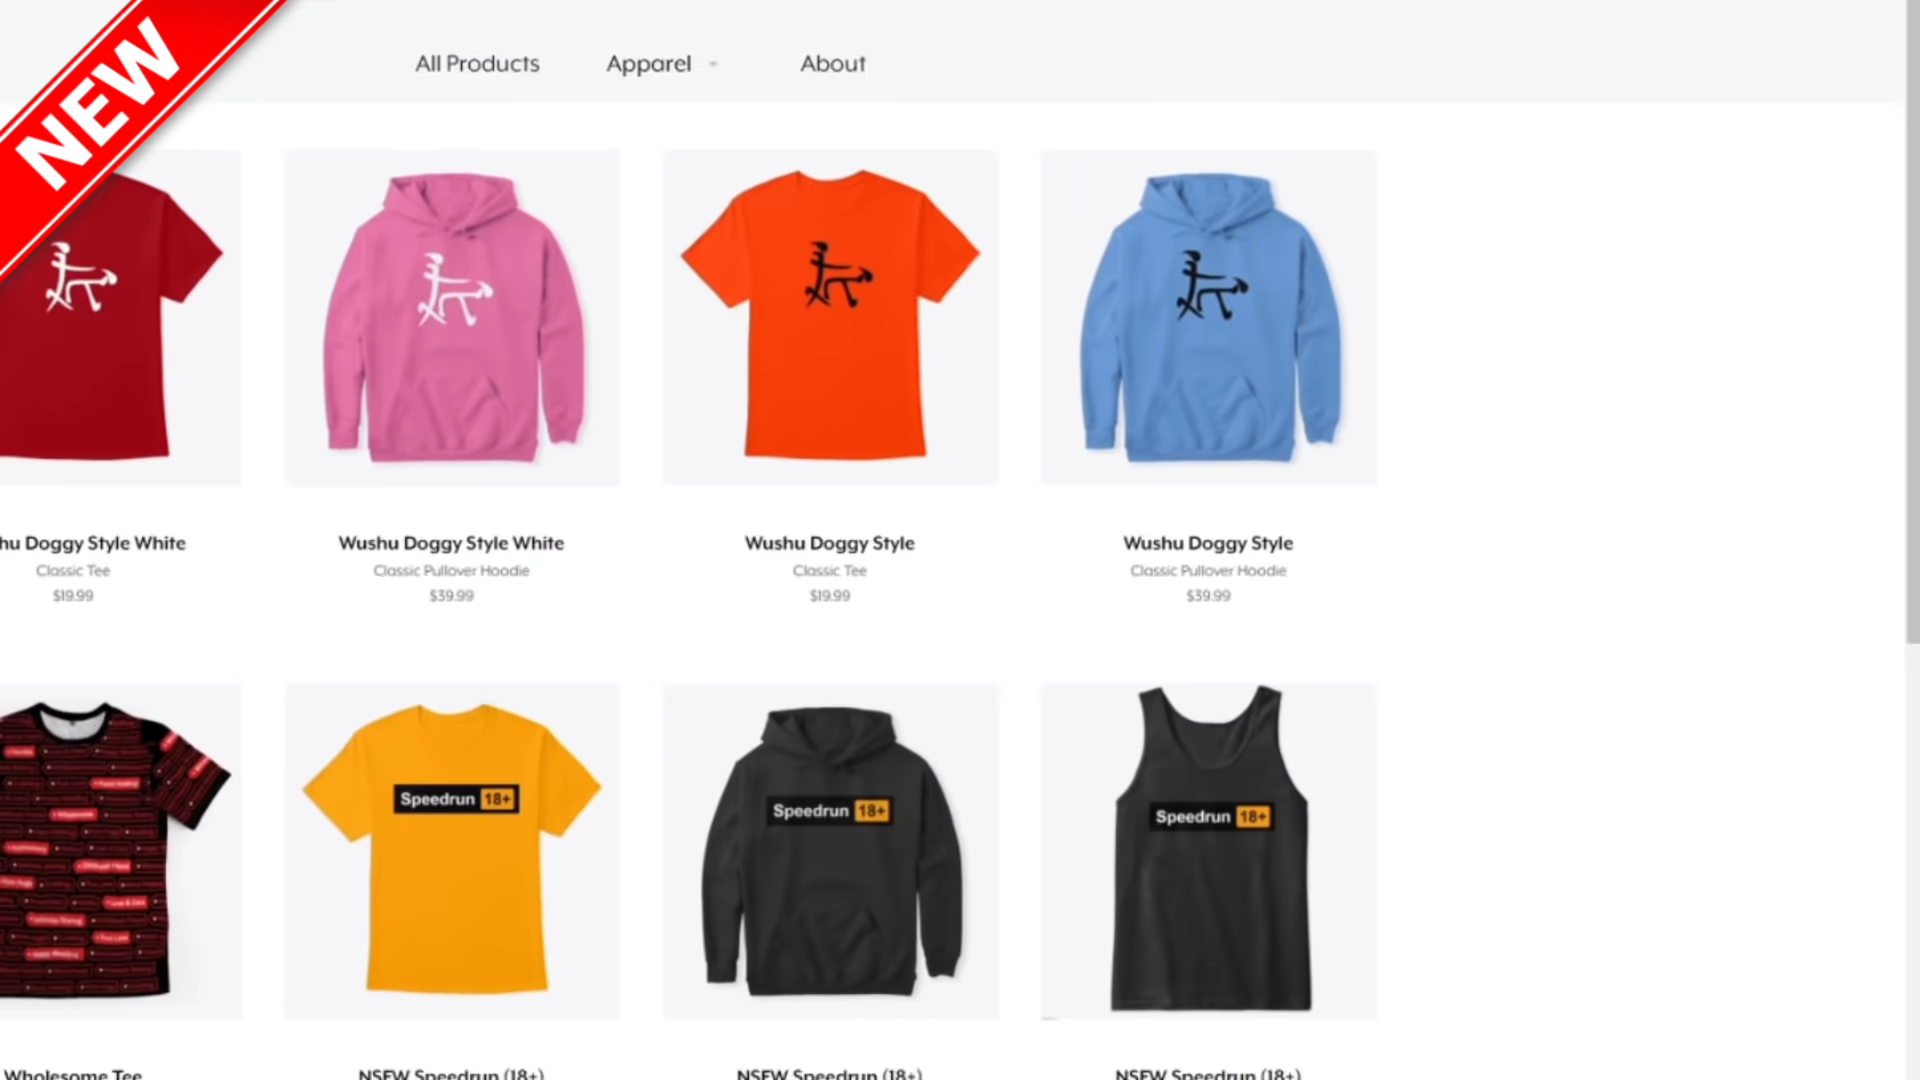 NEW
All Products
Apparel
About
hu Doggy Style White
Classic Tee
$19.99
Wushu Doggy Style White
Classic Pullover Hoodie
$39.99
Wushu Doggy Style
Classic Tee
$19.99
Wushu Doggy Style
Classic Pullover Hoodie
$39.99
Speedrun 18+
Speedrun 18+
Speedrun 18+
Wholesome Tee
NSFW Speedrun (18+)
NSFW Speedrun (18+)
NSFW Speedrun (18+)